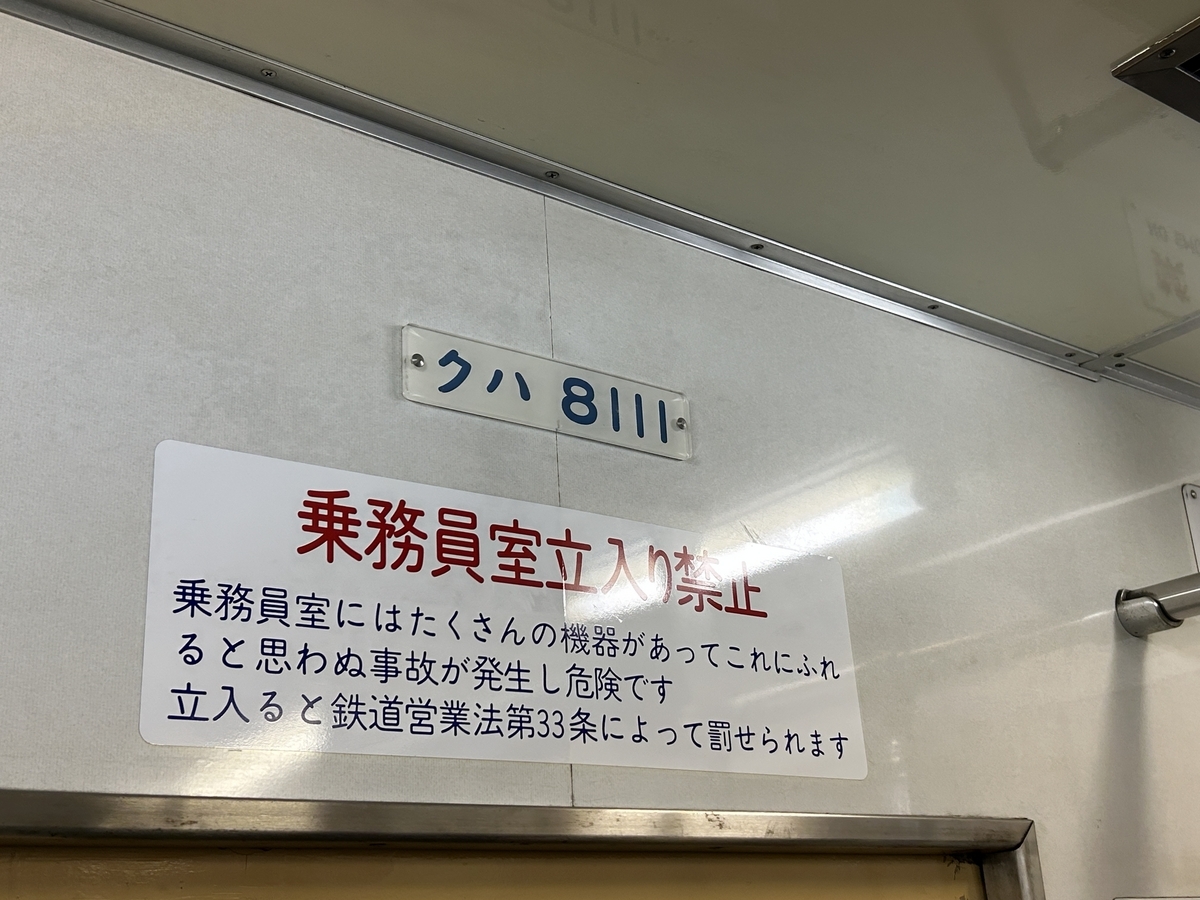 クハ 8111
乗務員室立入り禁止
乗務員室にはたくさんの機器があってこれにふれ
ると思わぬ事故が発生し危険です
立入ると鉄道営業法第33条によって罰せられます